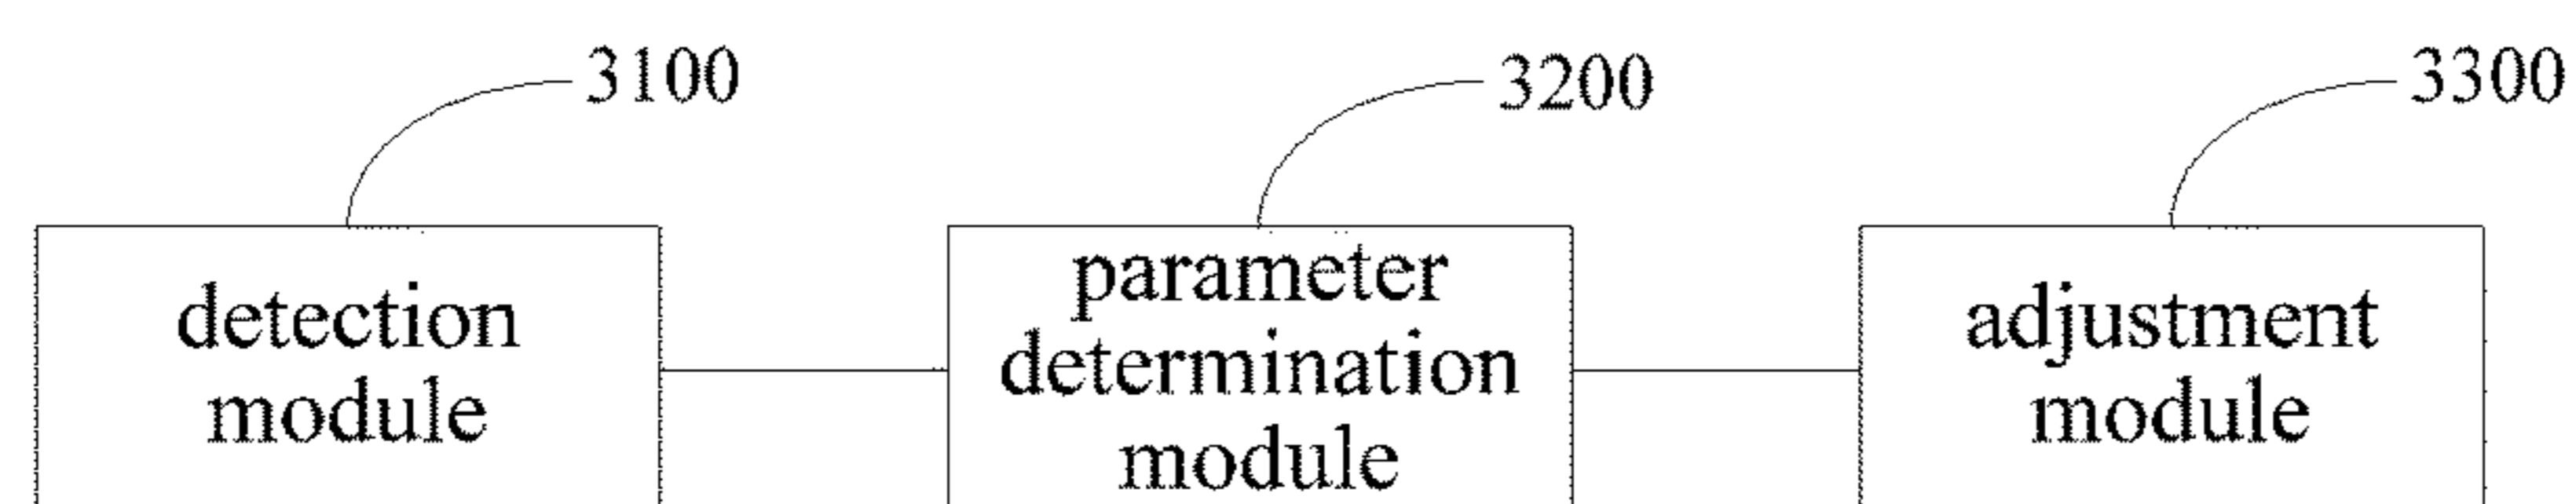 3100
3200
3300
detection
module
parameter
determination
module
adjustment
module